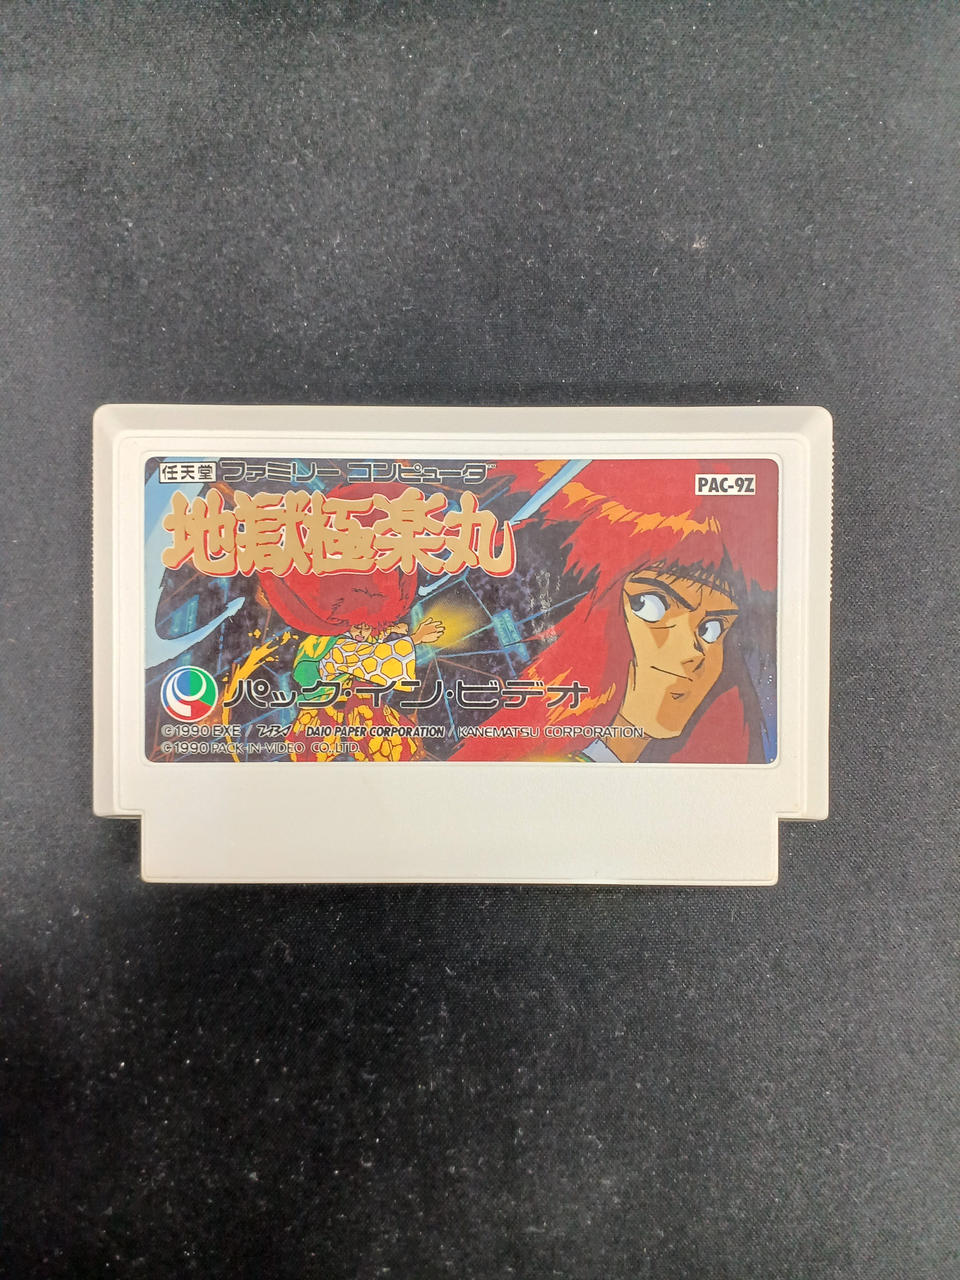 任天堂 ファミリー コンピュータ™
PAC-9Z
地獄極楽丸
パック・イン・ビデオ
©1990 EXE / / DAIO PAPER CORPORATION / KANEMATSU CORPORATION
©1990 PACK-IN-VIDEO CO.,LTD.